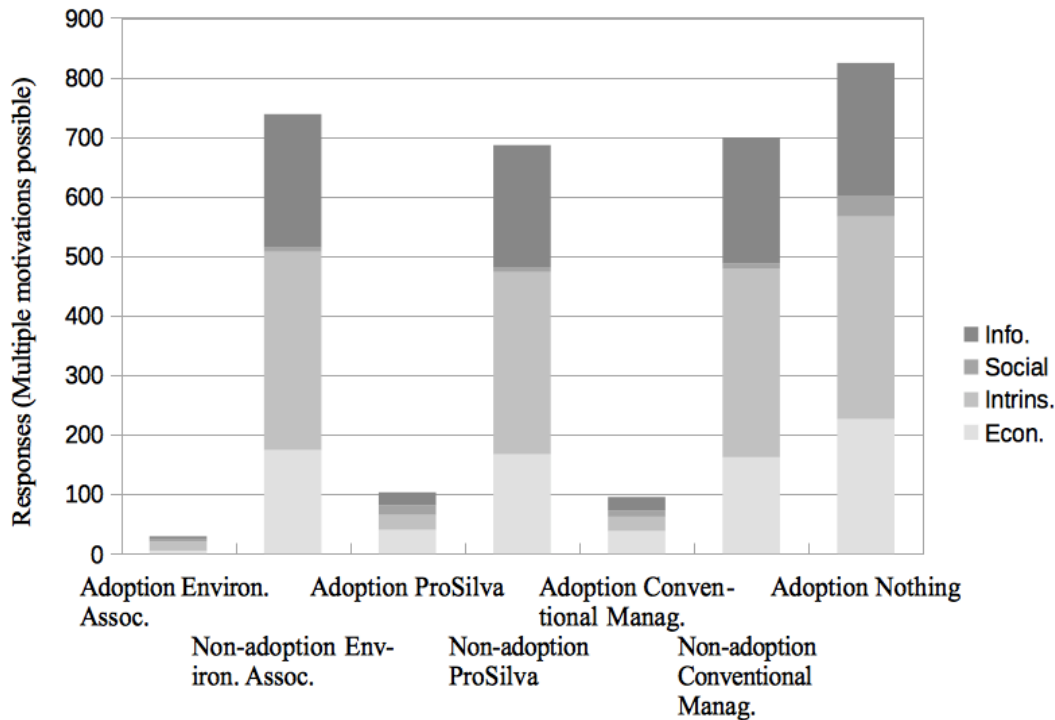 Responses (Multiple motivations possible)
900
800
700
600
500
400
300
200
100
0
Info.
Social
Intrins.
Econ.
Adoption Environ.
Assoc.
Non-adoption Env-
iron. Assoc.
Adoption ProSilva
Non-adoption
ProSilva
Adoption Conven-
tional Manag.
Non-adoption
Conventional
Manag.
Adoption Nothing